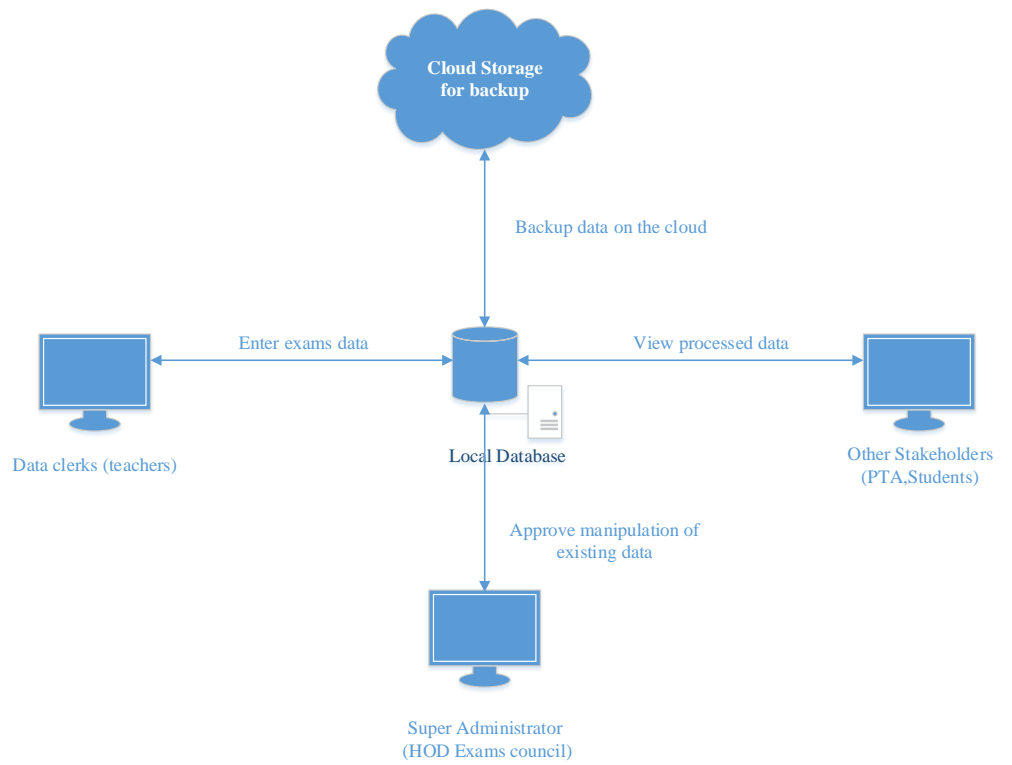 Cloud Storage
for backup
Backup data on the cloud
Enter exams data
View processed data
Local Database
Data clerks (teachers)
Other Stakeholders
(PTA,Students)
Approve manipulation of
existing data
Super Administrator
(HOD Exams council)